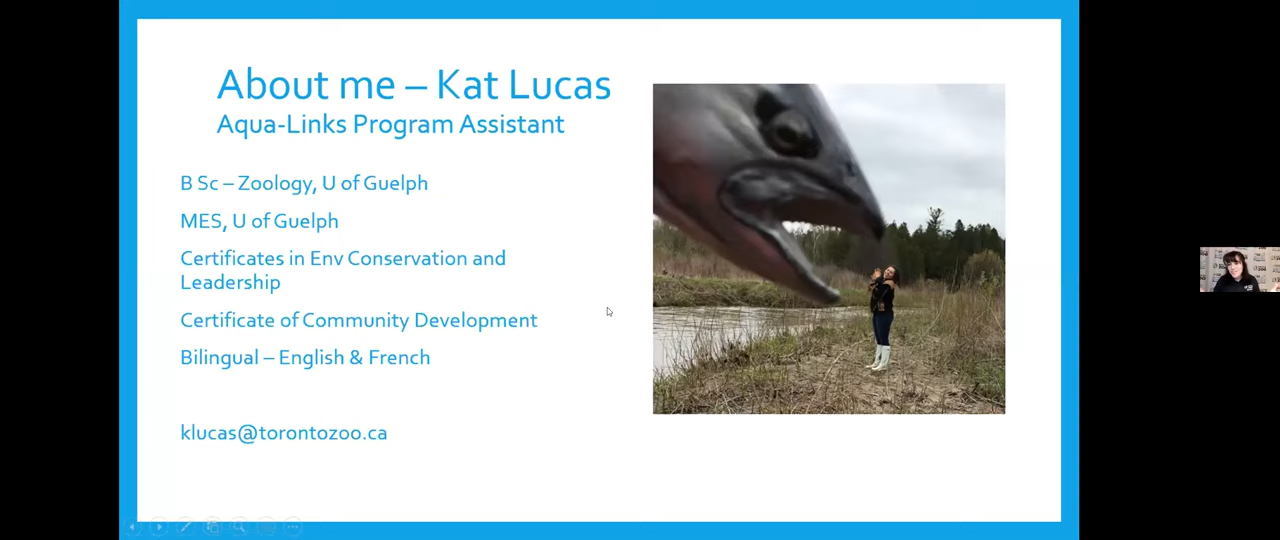 About me – Kat Lucas
Aqua-Links Program Assistant
B Sc – Zoology, U of Guelph
MES, U of Guelph
Certificates in Env Conservation and
Leadership
Certificate of Community Development
Bilingual – English & French
klucas@torontozoo.ca